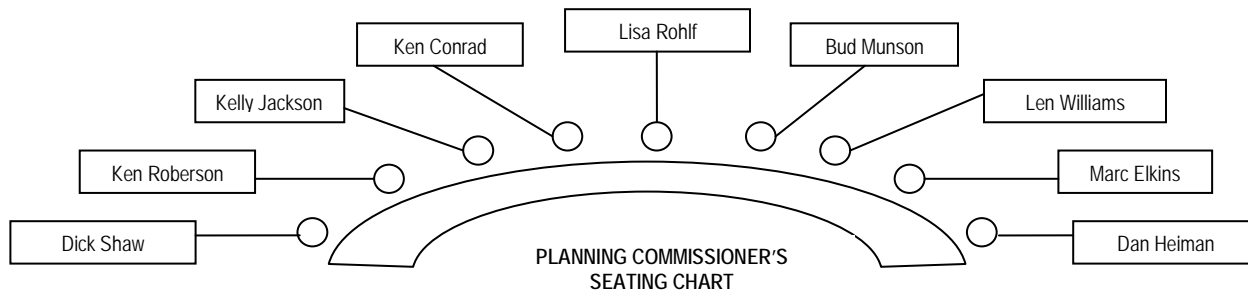 Lisa Rohlf
Ken Conrad
Bud Munson
Kelly Jackson
Len Williams
Ken Roberson
Marc Elkins
Dick Shaw
Dan Heiman
PLANNING COMMISSIONER'S
SEATING CHART